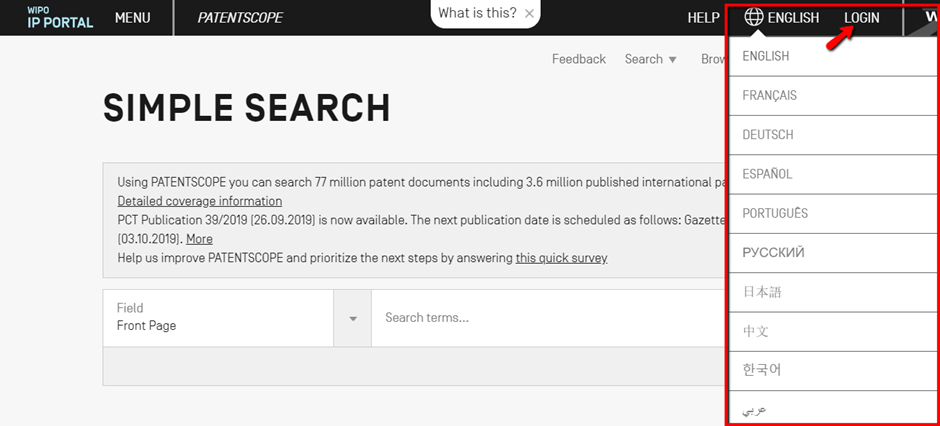 WIPO
IP PORTAL
MENU
PATENTSCOPE
What is this? ×
HELP
ENGLISH
LOGIN
Feedback
Search
SIMPLE SEARCH
Using PATENTSCOPE you can search 77 million patent documents including 3.6 million published international
Detailed coverage information
PCT Publication 39/2019 (26.09.2019) is now available. The next publication date is scheduled as follows: Gazette
(03.10.2019). More
Help us improve PATENTSCOPE and prioritize the next steps by answering this quick survey
Field
Front Page
Search terms...
ENGLISH
FRANÇAIS
DEUTSCH
ESPAÑOL
PORTUGUÊS
РУССКИЙ
日本語
中文
한국어
عربي